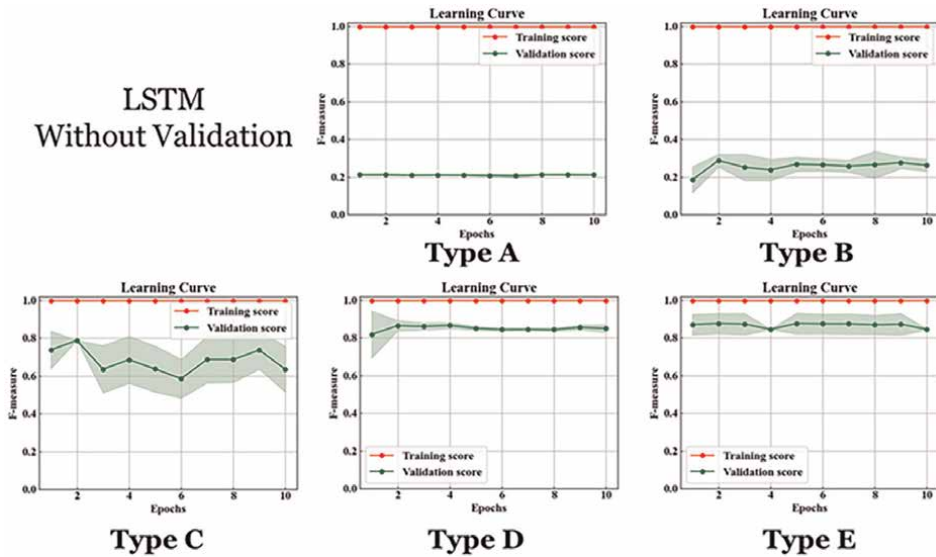 LSTM
Without Validation
Learning Curve
Training score
Validation score
F-measure
1.0
0.8
0.6
0.4
0.2
0.0
2 4 6 8 10
Epochs
Type A
Learning Curve
Training score
Validation score
F-measure
1.0
0.8
0.6
0.4
0.2
0.0
2 4 6 8 10
Epochs
Type B
Learning Curve
Training score
Validation score
F-measure
1.0
0.8
0.6
0.4
0.2
0.0
2 4 6 8 10
Epochs
Type C
Learning Curve
F-measure
1.0
0.8
0.6
0.4
0.2
0.0
Training score
Validation score
2 4 6 8 10
Epochs
Type D
Learning Curve
F-measure
1.0
0.8
0.6
0.4
0.2
0.0
Training score
Validation score
2 4 6 8 10
Epochs
Type E